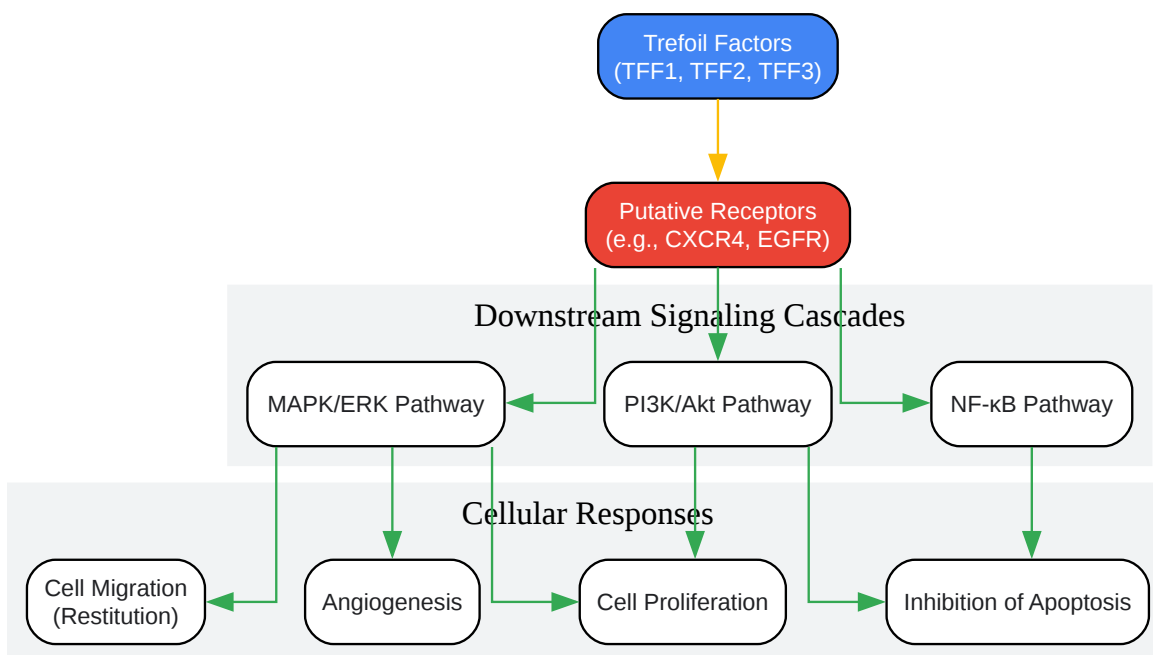 Trefoil Factors
(TFF1, TFF2, TFF3)
Putative Receptors
(e.g., CXCR4, EGFR)
Downstream Signaling Cascades
MAPK/ERK Pathway
PI3K/Akt Pathway
NF-κB Pathway
Cellular Responses
Cell Migration
(Restitution)
Angiogenesis
Cell Proliferation
Inhibition of Apoptosis